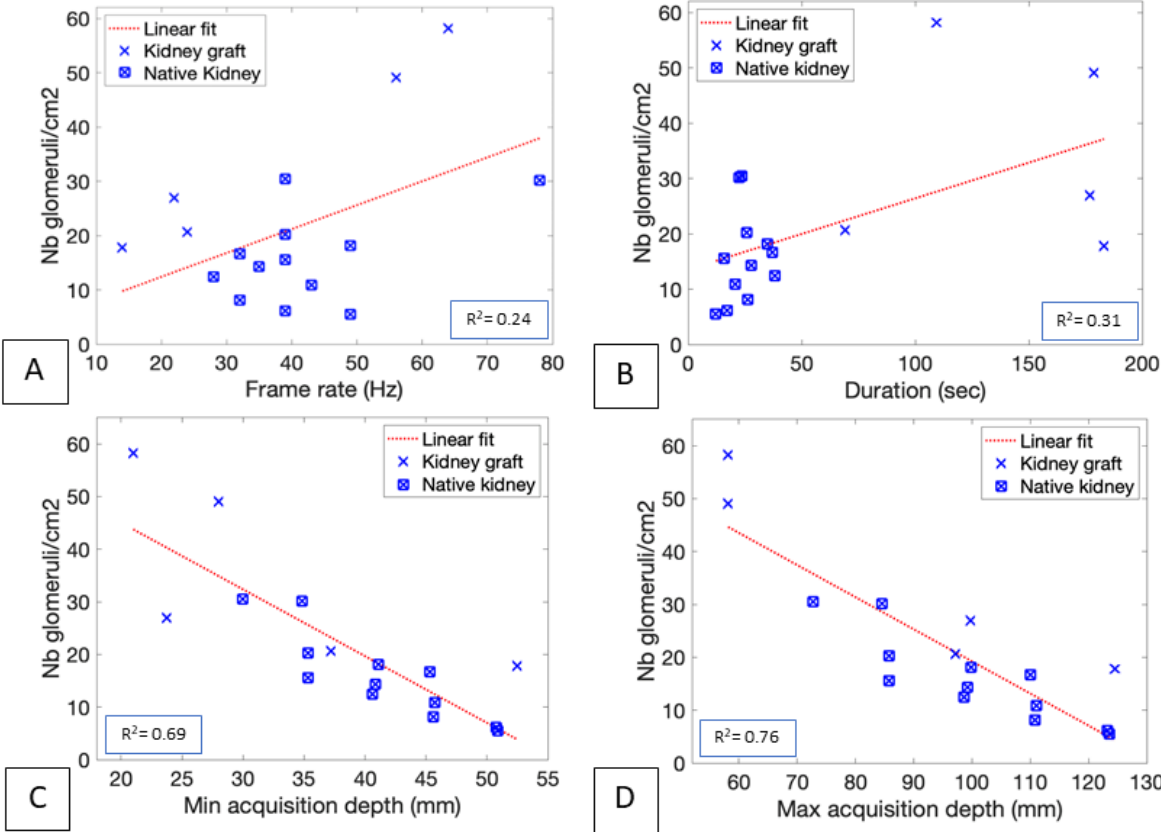 60
50
40
30
20
10
0
Nb glomeruli/cm2
Linear fit
Kidney graft
Native Kidney
R²= 0.24
10 20 30 40 50 60 70 80
Frame rate (Hz)
A
60
50
40
30
20
10
0
Nb glomeruli/cm2
Linear fit
Kidney graft
Native kidney
R²= 0.31
0 50 100 150 200
Duration (sec)
B
60
50
40
30
20
10
0
Nb glomeruli/cm2
Linear fit
Kidney graft
Native kidney
R²= 0.69
20 25 30 35 40 45 50 55
Min acquisition depth (mm)
C
60
50
40
30
20
10
0
Nb glomeruli/cm2
Linear fit
Kidney graft
Native kidney
R²= 0.76
60 70 80 90 100 110 120 130
Max acquisition depth (mm)
D